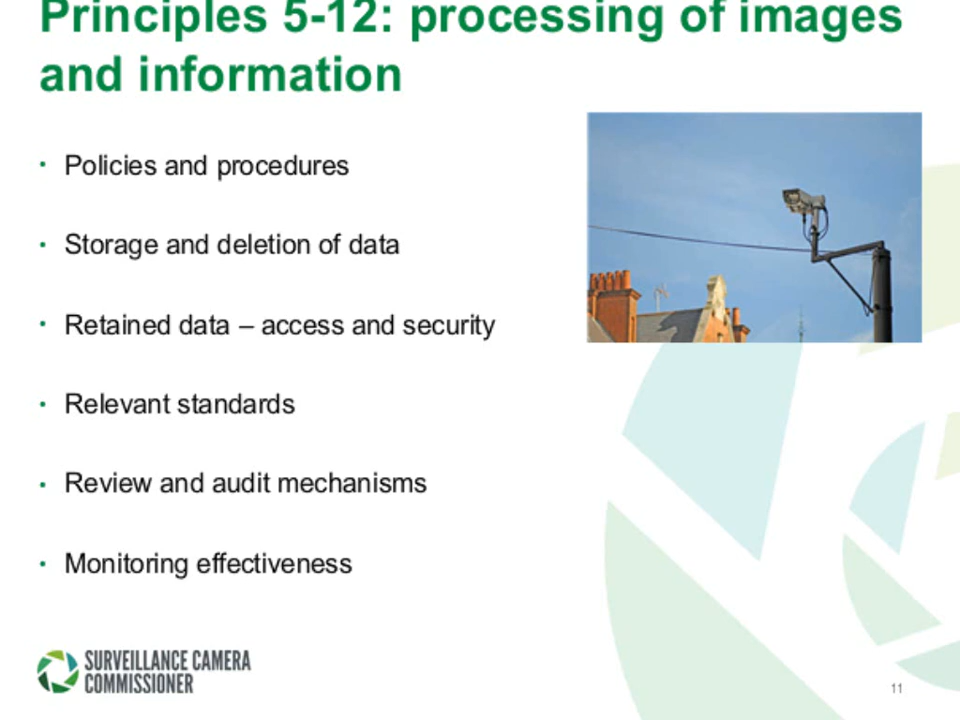 Principles 5-12: processing of images
and information
• Policies and procedures
• Storage and deletion of data
• Retained data – access and security
• Relevant standards
• Review and audit mechanisms
• Monitoring effectiveness
SURVEILLANCE CAMERA
COMMISSIONER
11